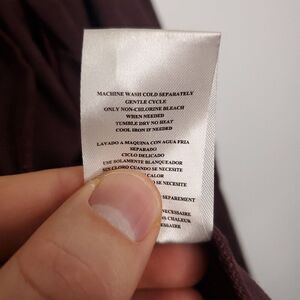 MACHINE WASH COLD SEPARATELY
GENTLE CYCLE
ONLY NON-CHLORINE BLEACH
WHEN NEEDED
TUMBLE DRY NO HEAT
COOL IRON IF NEEDED
LAVADO A MAQUINA CON AGUA FRIA
SEPARADO
CICLO DELICADO
USE SOLAMENTE BLANQUEADOR
SIN CLORO CUANDO SE NECESITE
CALOR
SE NECESITE
SEPAREMENT
NECESSAIRE
CHALEUR
NECESSAIRE